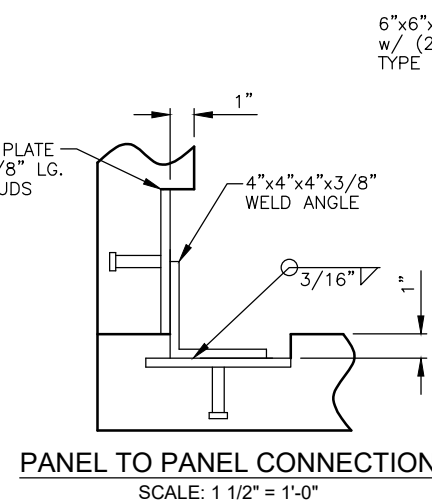 6"x6"x
w/ (2
TYPE
1"
PLATE
/8" LG.
UDS
4"x4"x4"x3/8"
WELD ANGLE
3/16"
1"
PANEL TO PANEL CONNECTION
SCALE: 1 1/2" = 1'-0"